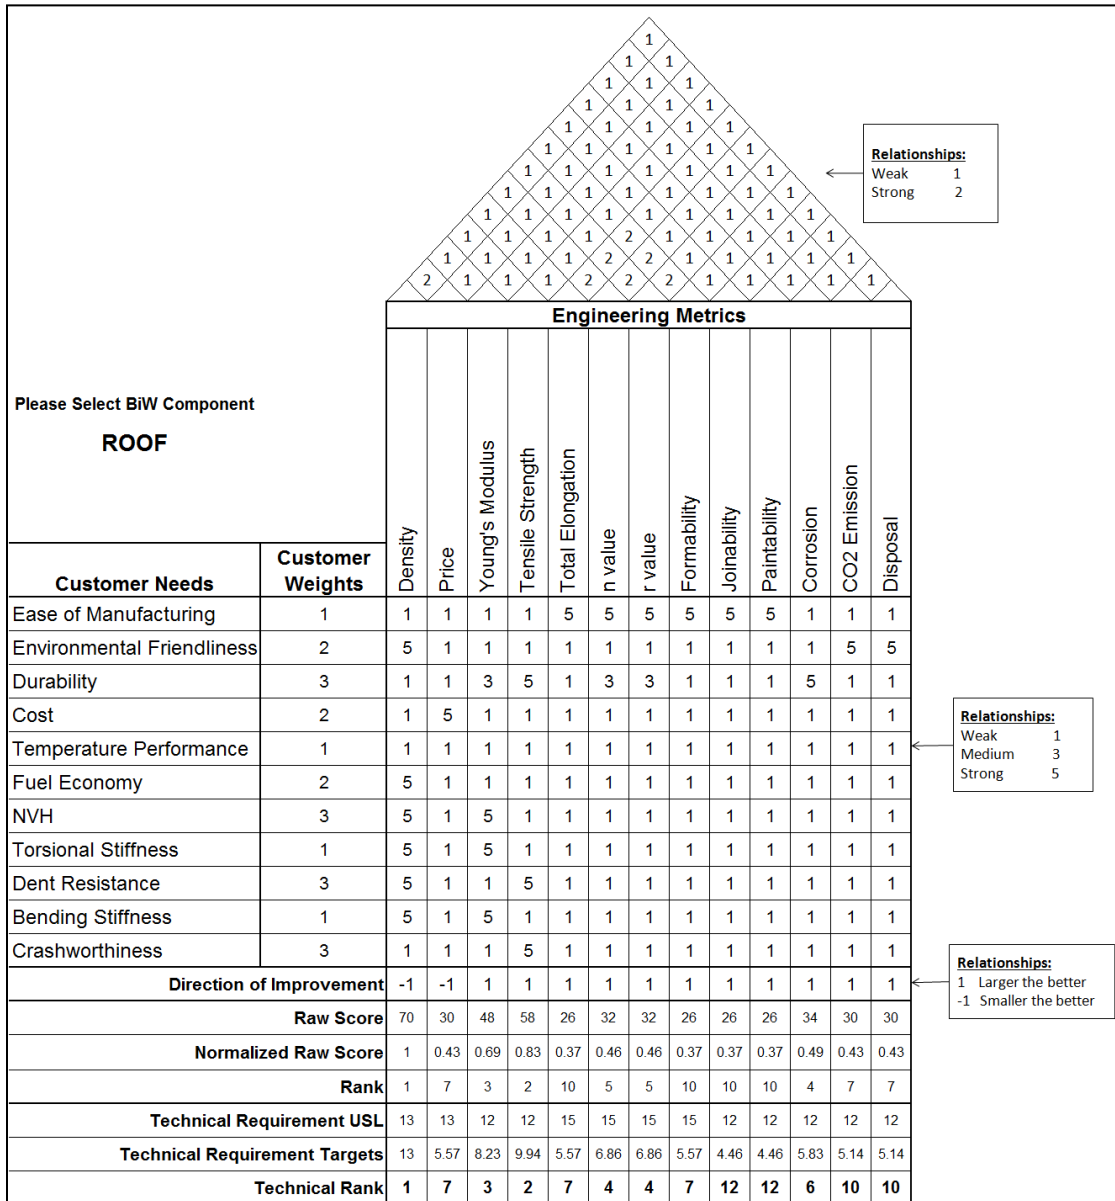 1
1 1
1 1 1
1 1 1 1
1 1 1 1 1
1 1 1 1 1 1
1 1 1 1 1 1 1
1 1 1 1 1 1 1 1
1 1 1 1 1 1 1 1 1
1 1 1 1 2 1 1 1 1 1
1 1 1 1 2 2 1 1 1 1 1
2 1 1 1 2 2 2 1 1 1 1 1
Relationships:
Weak 1
Strong 2
Engineering Metrics
Please Select BiW Component
ROOF
Customer Needs
Customer
Weights
Density
Price
Young's Modulus
Tensile Strength
Total Elongation
n value
r value
Formability
Joinability
Paintability
Corrosion
CO2 Emission
Disposal
Ease of Manufacturing 1 1 1 1 1 5 5 5 5 5 5 1 1 1
Environmental Friendliness 2 5 1 1 1 1 1 1 1 1 1 1 5 5
Durability 3 1 1 3 5 1 3 3 1 1 1 5 1 1
Cost 2 1 5 1 1 1 1 1 1 1 1 1 1 1
Temperature Performance 1 1 1 1 1 1 1 1 1 1 1 1 1 1
Fuel Economy 2 5 1 1 1 1 1 1 1 1 1 1 1 1
NVH 3 5 1 5 1 1 1 1 1 1 1 1 1 1
Torsional Stiffness 1 5 1 5 1 1 1 1 1 1 1 1 1 1
Dent Resistance 3 5 1 1 5 1 1 1 1 1 1 1 1 1
Bending Stiffness 1 5 1 5 1 1 1 1 1 1 1 1 1 1
Crashworthiness 3 1 1 1 5 1 1 1 1 1 1 1 1 1
Relationships:
Weak 1
Medium 3
Strong 5
Direction of Improvement -1 -1 1 1 1 1 1 1 1 1 1 1 1
Relationships:
1 Larger the better
-1 Smaller the better
Raw Score 70 30 48 58 26 32 32 26 26 26 34 30 30
Normalized Raw Score 1 0.43 0.69 0.83 0.37 0.46 0.46 0.37 0.37 0.37 0.49 0.43 0.43
Rank 1 7 3 2 10 5 5 10 10 10 4 7 7
Technical Requirement USL 13 13 12 12 15 15 15 15 12 12 12 12 12
Technical Requirement Targets 13 5.57 8.23 9.94 5.57 6.86 6.86 5.57 4.46 4.46 5.83 5.14 5.14
Technical Rank 1 7 3 2 7 4 4 7 12 12 6 10 10